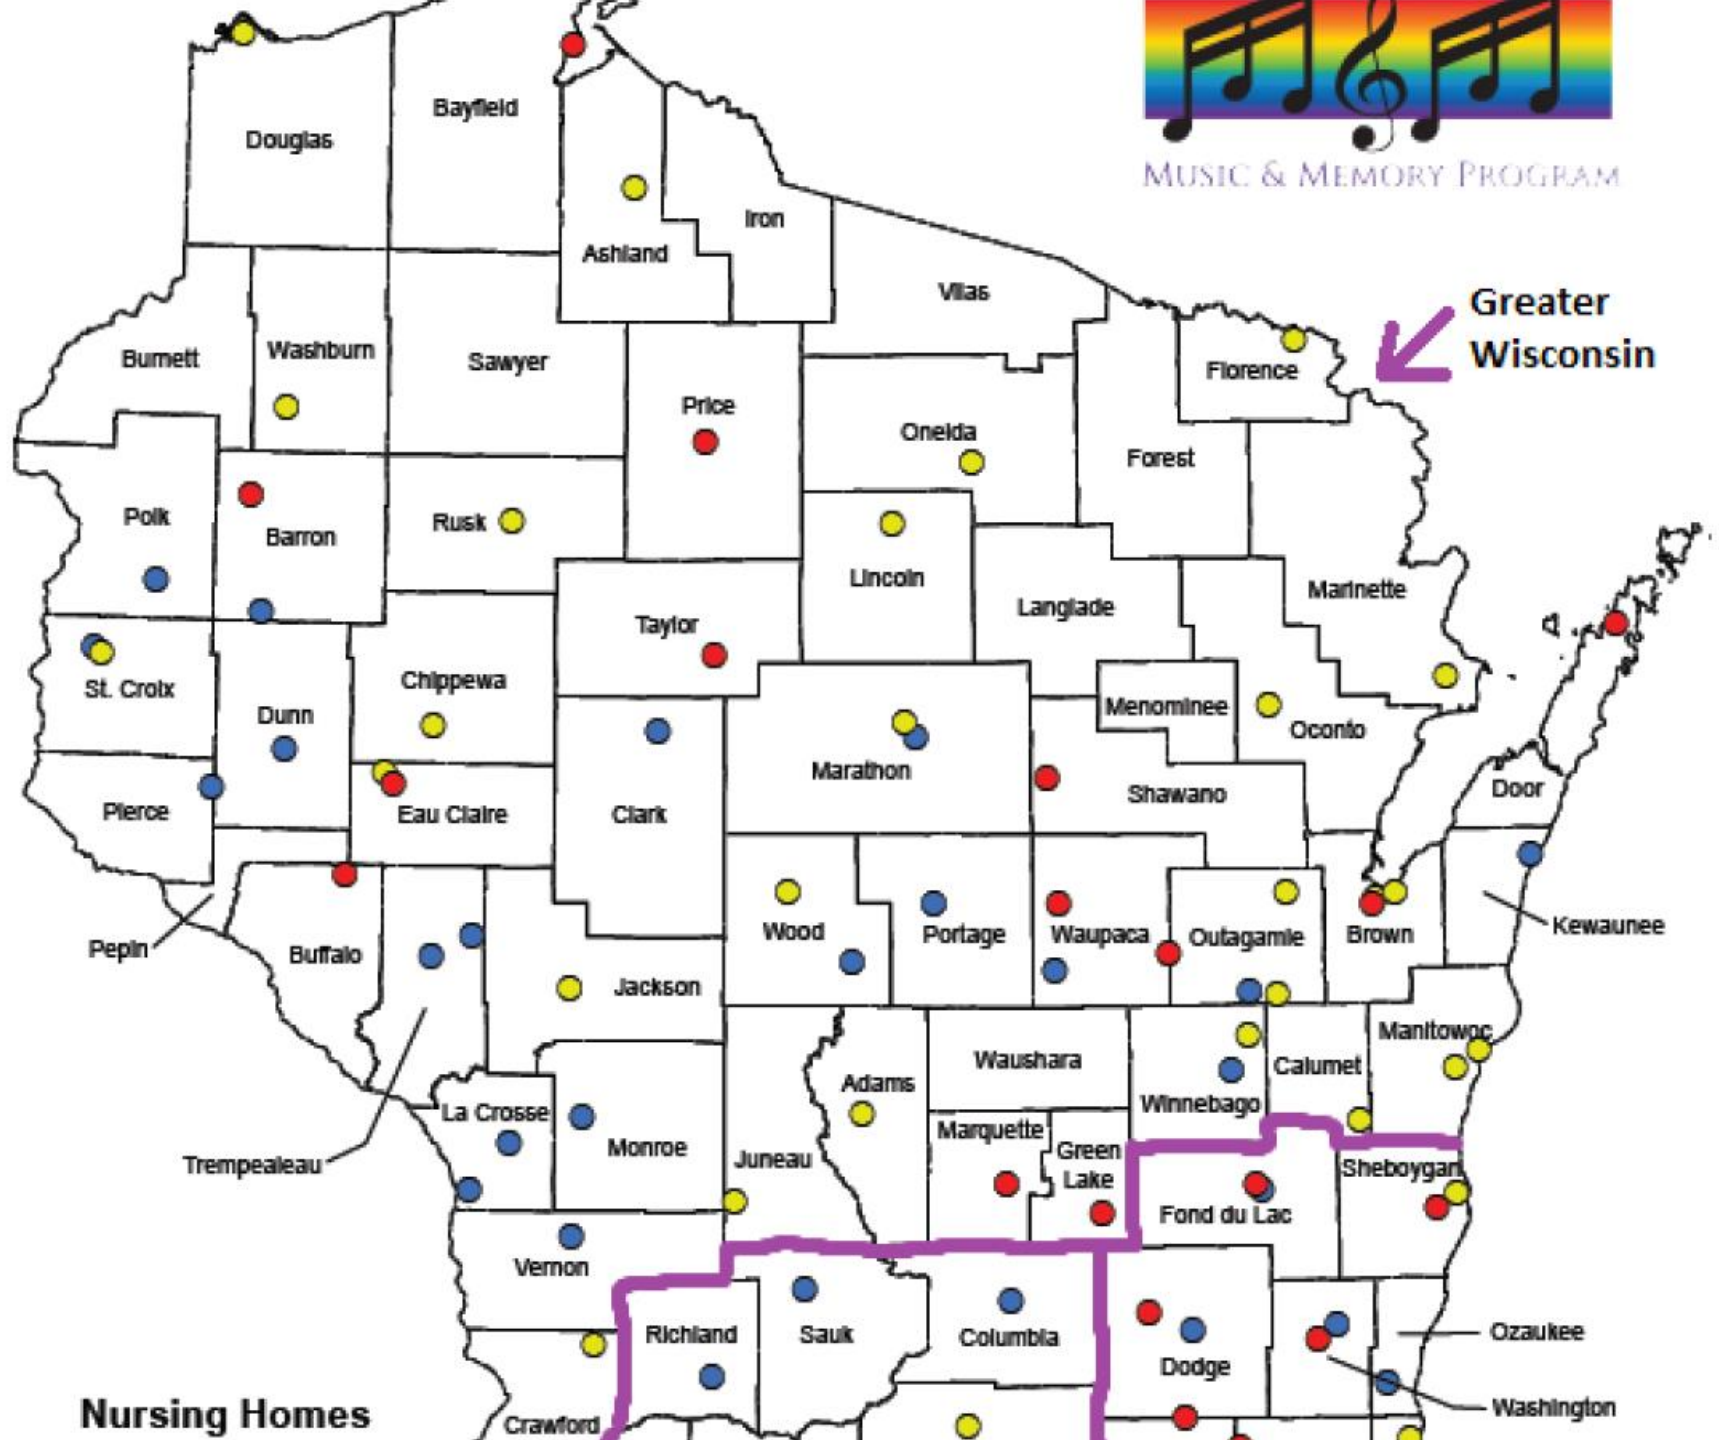 MUSIC & MEMORY PROGRAM
Greater
Wisconsin
Douglas
Bayfield
Ashland
Iron
Vilas
Burnett
Washburn
Sawyer
Price
Oneida
Florence
Forest
Polk
Barron
Rusk
Lincoln
Langlade
Marinette
Taylor
St. Croix
Chippewa
Dunn
Menominee
Oconto
Marathon
Pierce
Eau Claire
Clark
Shawano
Door
Pepin
Buffalo
Wood
Portage
Waupaca
Outagamie
Brown
Kewaunee
Jackson
Trempealeau
La Crosse
Monroe
Juneau
Adams
Waushara
Marquette
Green
Lake
Winnebago
Calumet
Manitowoc
Sheboygan
Fond du Lac
Vernon
Richland
Sauk
Columbia
Dodge
Ozaukee
Washington
Crawford
Nursing Homes